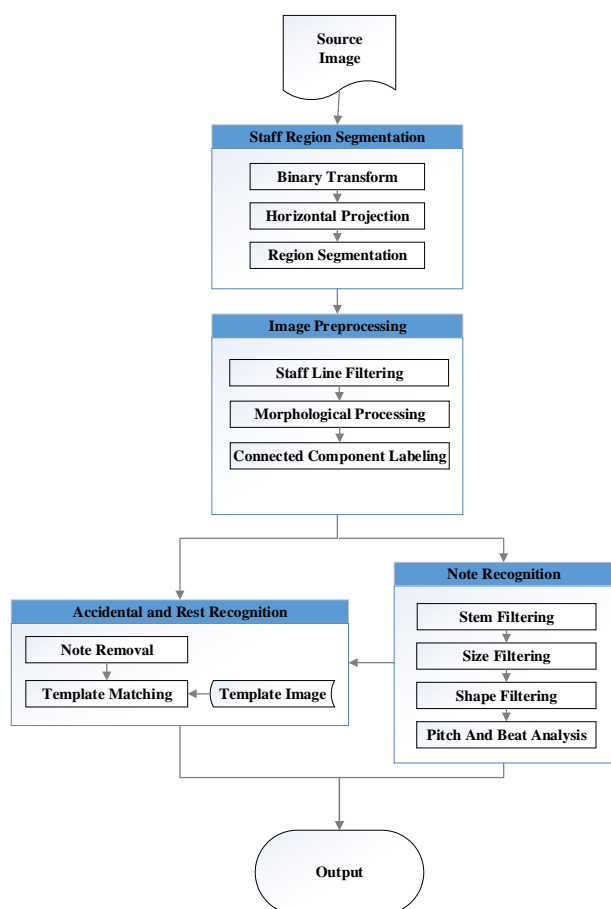 Source
Image
Staff Region Segmentation
Binary Transform
Horizontal Projection
Region Segmentation
Image Preprocessing
Staff Line Filtering
Morphological Processing
Connected Component Labeling
Note Recognition
Stem Filtering
Size Filtering
Shape Filtering
Pitch And Beat Analysis
Accidental and Rest Recognition
Note Removal
Template Matching
Template Image
Output